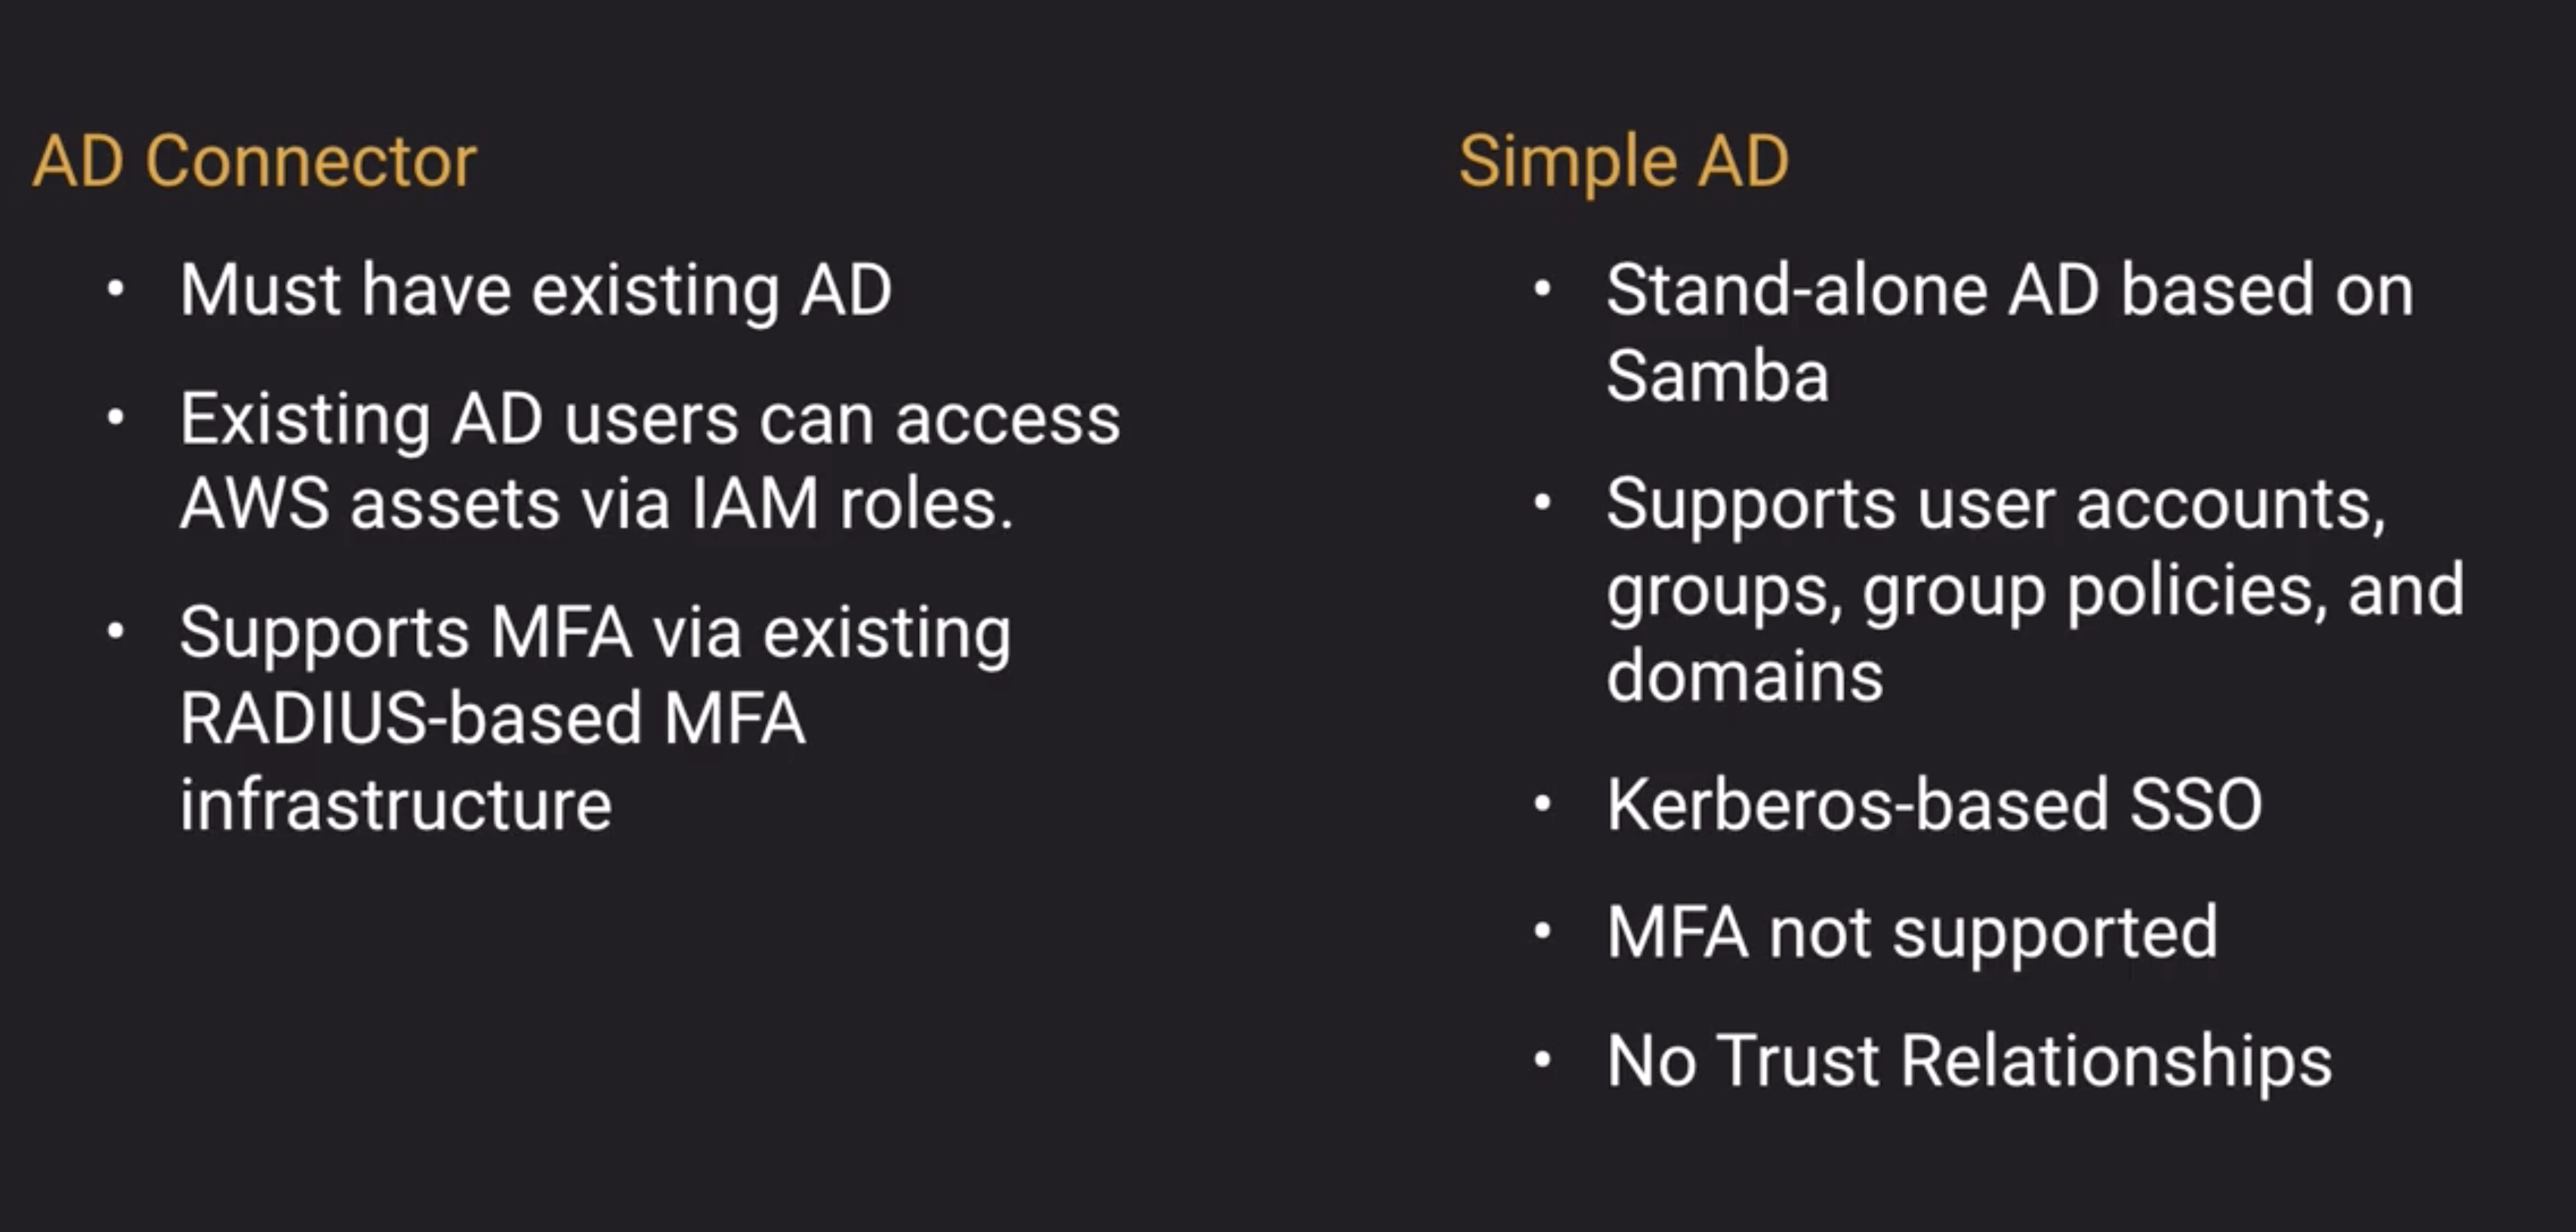 AD Connector
• Must have existing AD
• Existing AD users can access
AWS assets via IAM roles.
• Supports MFA via existing
RADIUS-based MFA
infrastructure
Simple AD
• Stand-alone AD based on
Samba
• Supports user accounts,
groups, group policies, and
domains
• Kerberos-based SSO
• MFA not supported
• No Trust Relationships